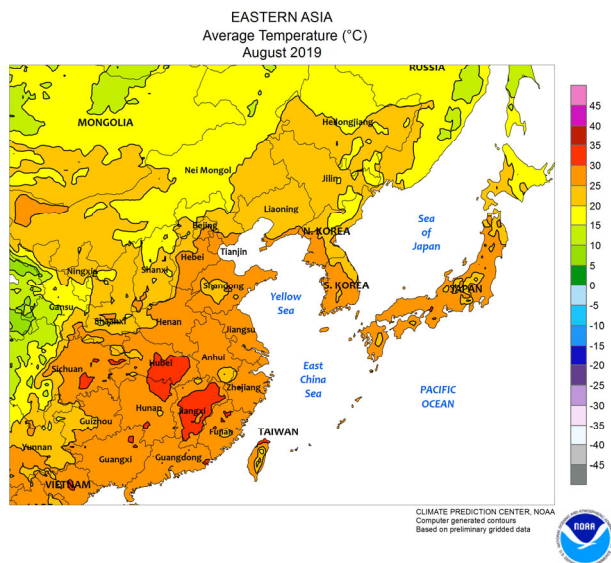 EASTERN ASIA
Average Temperature (°C)
August 2019
RUSSIA
MONGOLIA
Heilongjiang
Nei Mongol
Jilin
Liaoning
Beijing
N. KOREA
Sea
of
Japan
Tianjin
Hebei
Ningxia
Shanxi
Shandong
S. KOREA
JAPAN
Yellow
Sea
Gansu
Shaanxi
Henan
Jiangsu
Sichuan
Hubei
Anhui
East
China
Sea
Zhejiang
PACIFIC
OCEAN
Hunan
Jiangxi
Guizhou
Fujian
TAIWAN
Yunnan
Guangxi
Guangdong
VIETNAM
45
40
35
30
25
20
15
10
5
0
-5
-10
-15
-20
-25
-30
-35
-40
-45
CLIMATE PREDICTION CENTER, NOAA
Computer generated contours
Based on preliminary gridded data
NOAA